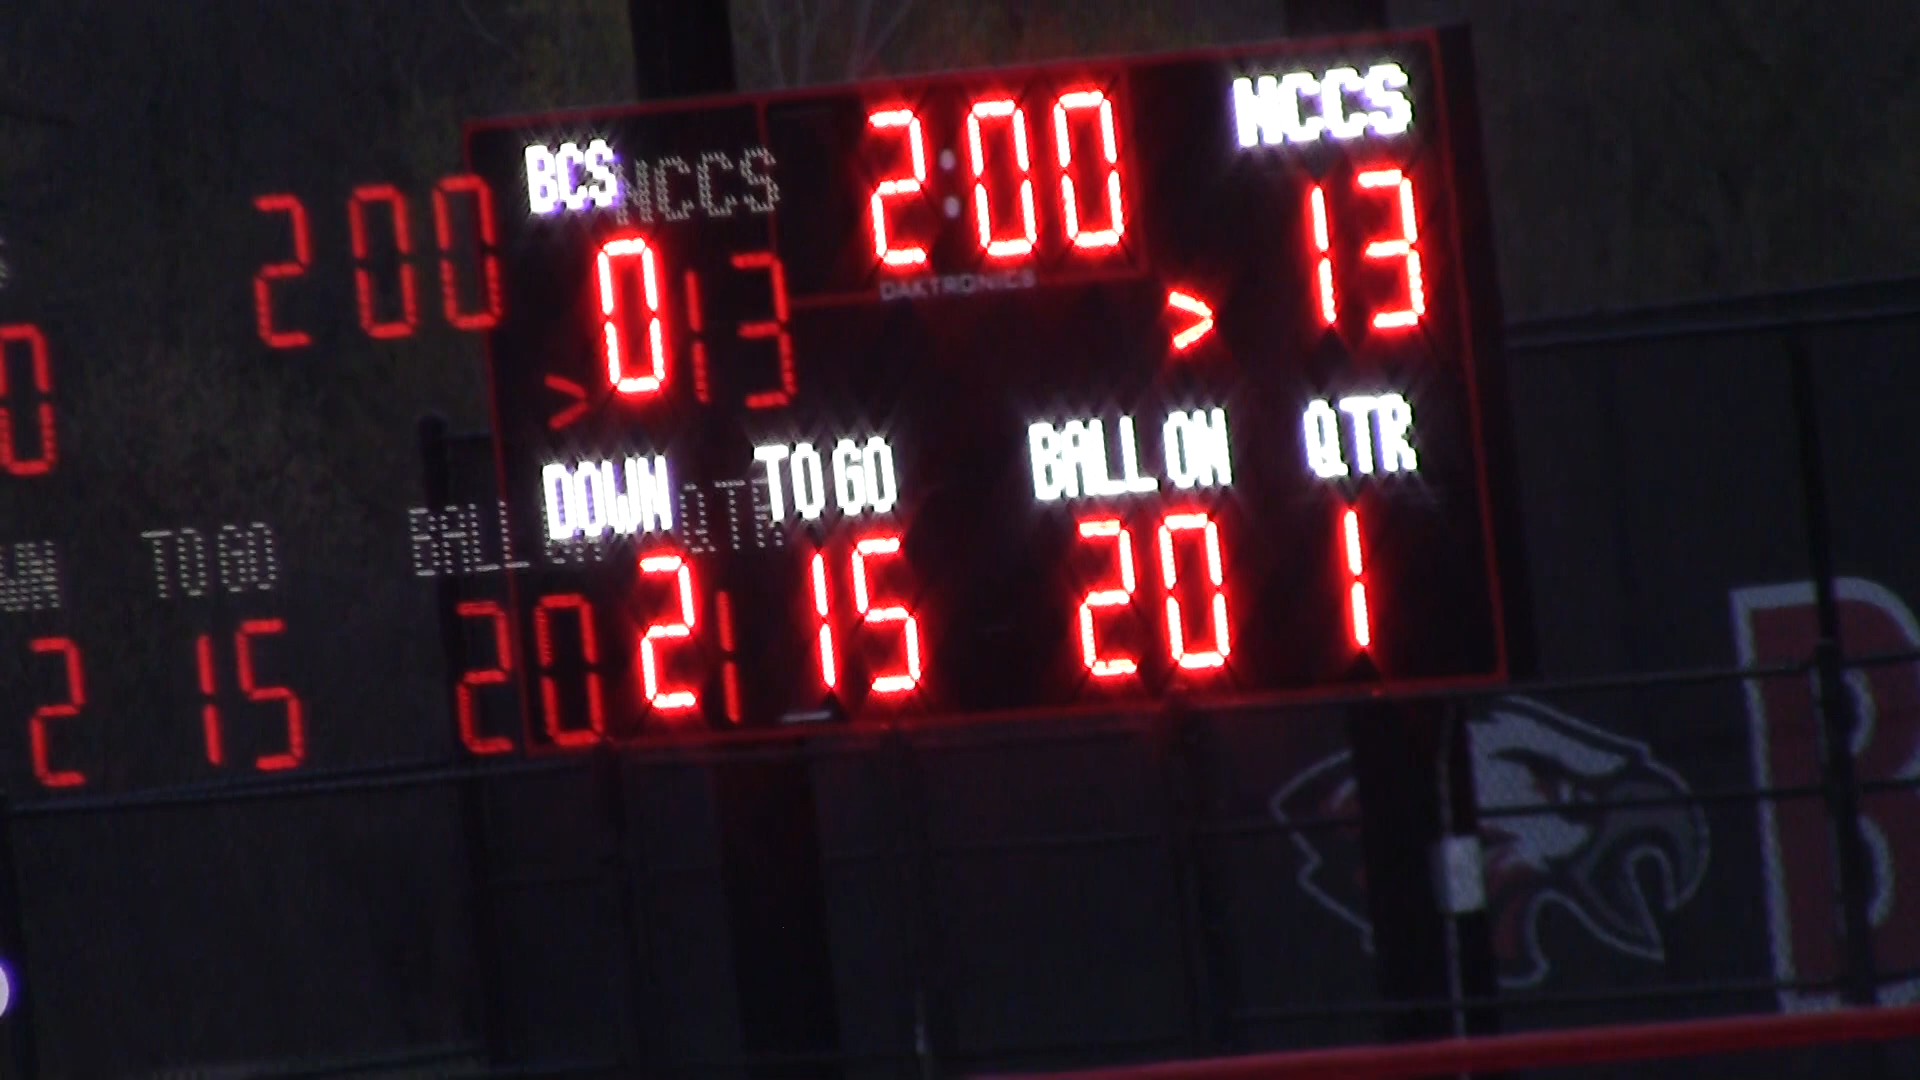 BCS 2:00 NCCS
0 > 13
DAKTRONICS
DOWN TO GO BALL ON QTR
2 15 20 1
B